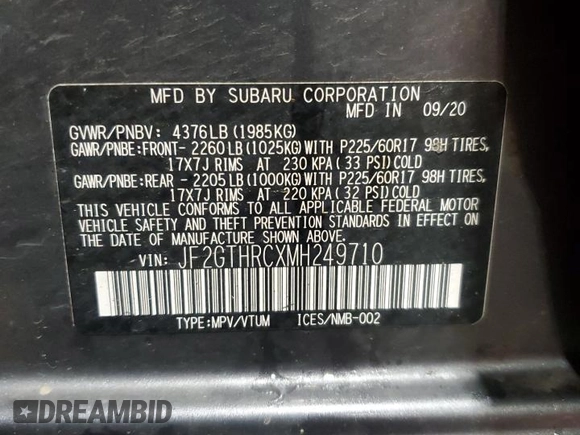 MFD BY SUBARU CORPORATION
MFD IN 09/20
GVWR/PNBV: 4376LB(1985KG)
GAWR/PNBE:FRONT- 2260LB(1025KG)WITH P225/60R17 98H TIRES,
17X7J RIMS AT 230 KPA(33 PSI)COLD
GAWR/PNBE:REAR - 2205LB(1000KG)WITH P225/60R17 98H TIRES,
17X7J RIMS AT 220 KPA(32 PSI)COLD
THIS VEHICLE CONFORMS TO ALL APPLICABLE FEDERAL MOTOR
VEHICLE SAFETY AND THEFT PREVENTION STANDARDS IN EFFECT ON
THE DATE OF MANUFACTURE SHOWN ABOVE.
VIN: JF2GTHRCXMH249710
TYPE:MPV/VTUM ICES/NMB-002
DREAMBID